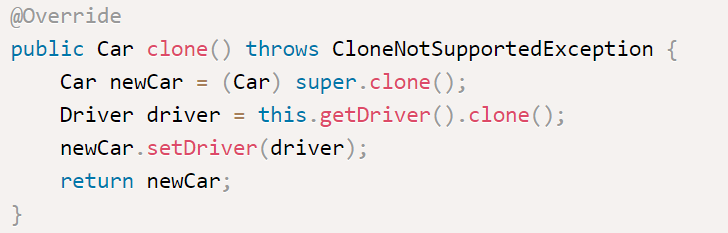 @Override
public Car clone() throws CloneNotSupportedException {
    Car newCar = (Car) super.clone();
    Driver driver = this.getDriver().clone();
    newCar.setDriver(driver);
    return newCar;
}